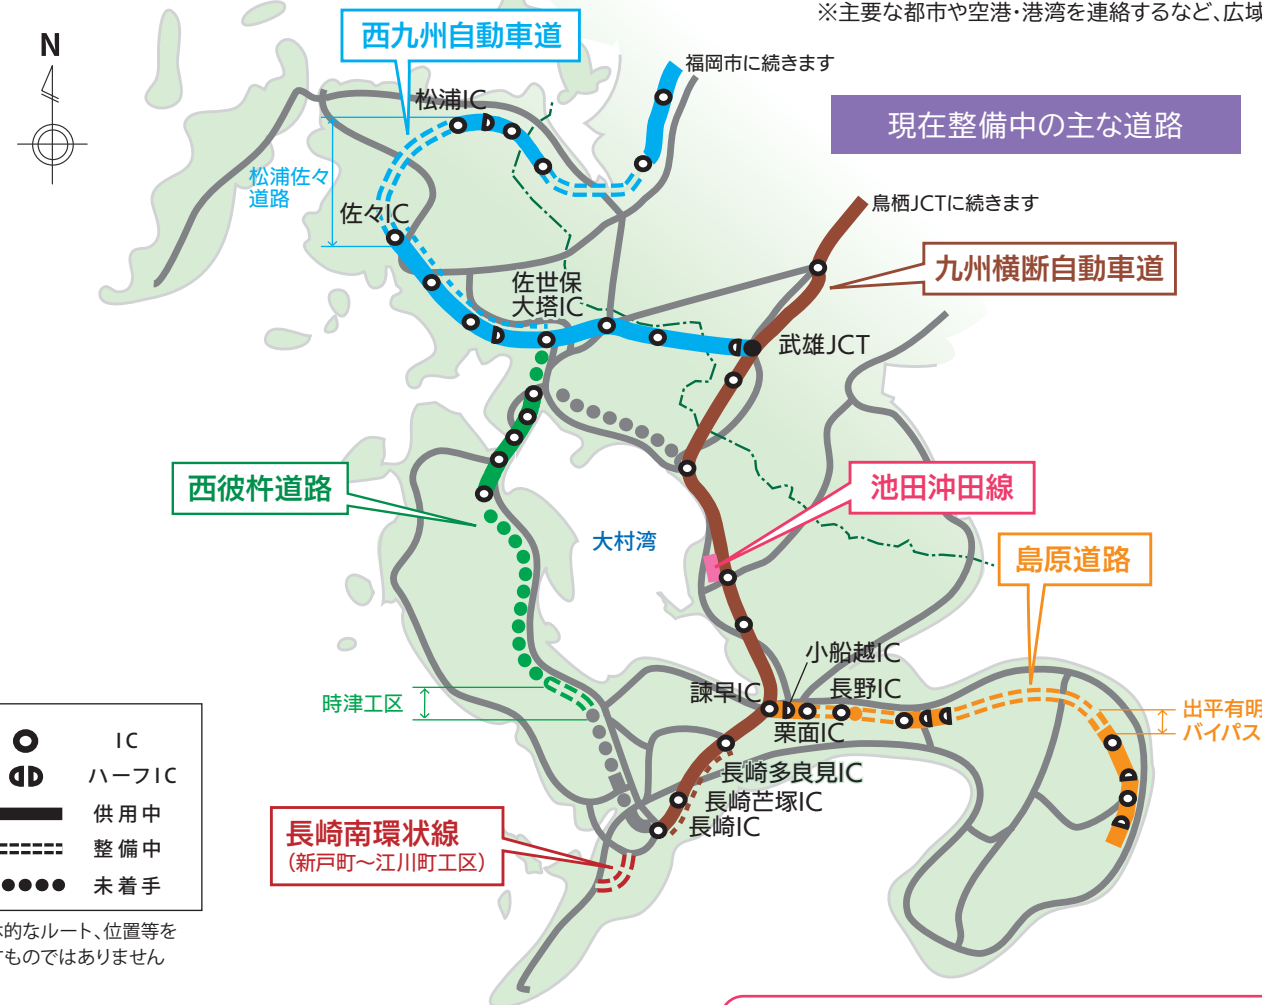 ※主要な都市や空港・港湾を連絡するなど、広域
西九州自動車道
N
福岡市に続きます
松浦IC
現在整備中の主な道路
松浦佐々
道路
佐々IC
鳥栖JCTに続きます
九州横断自動車道
佐世保
大塔IC
武雄JCT
西彼杵道路
池田沖田線
大村湾
島原道路
小船越IC
長野IC
諫早IC
時津工区
栗面IC
出平有明
バイパス
IC
ハーフIC
供用中
整備中
未着手
長崎多良見IC
長崎芒塚IC
長崎IC
長崎南環状線
(新戸町〜江川町工区)
的なルート、位置等を
ものではありません